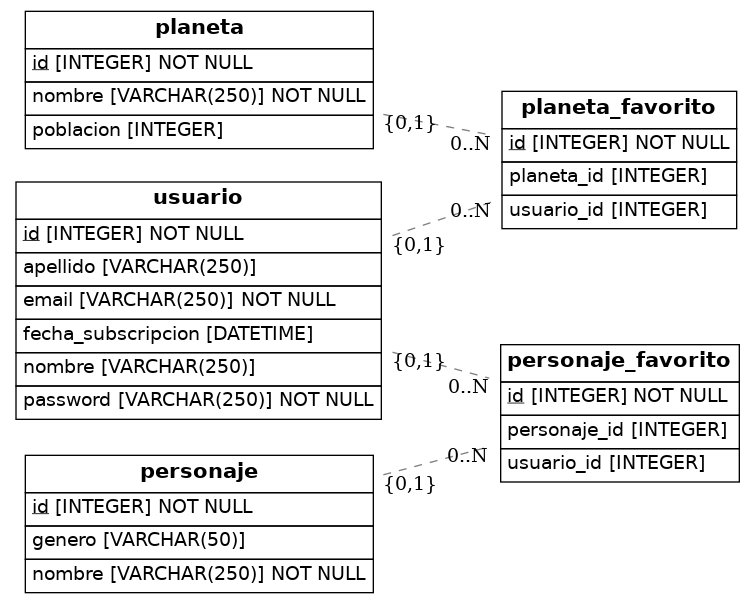 planeta
id [INTEGER] NOT NULL
nombre [VARCHAR(250)] NOT NULL
poblacion [INTEGER]
{0,1}
0..N
planeta_favorito
id [INTEGER] NOT NULL
planeta_id [INTEGER]
usuario_id [INTEGER]
usuario
id [INTEGER] NOT NULL
apellido [VARCHAR(250)]
email [VARCHAR(250)] NOT NULL
fecha_subscripcion [DATETIME]
nombre [VARCHAR(250)]
password [VARCHAR(250)] NOT NULL
0..N
{0,1}
{0,1}
0..N
personaje_favorito
id [INTEGER] NOT NULL
personaje_id [INTEGER]
usuario_id [INTEGER]
personaje
id [INTEGER] NOT NULL
genero [VARCHAR(50)]
nombre [VARCHAR(250)] NOT NULL
0..N
{0,1}